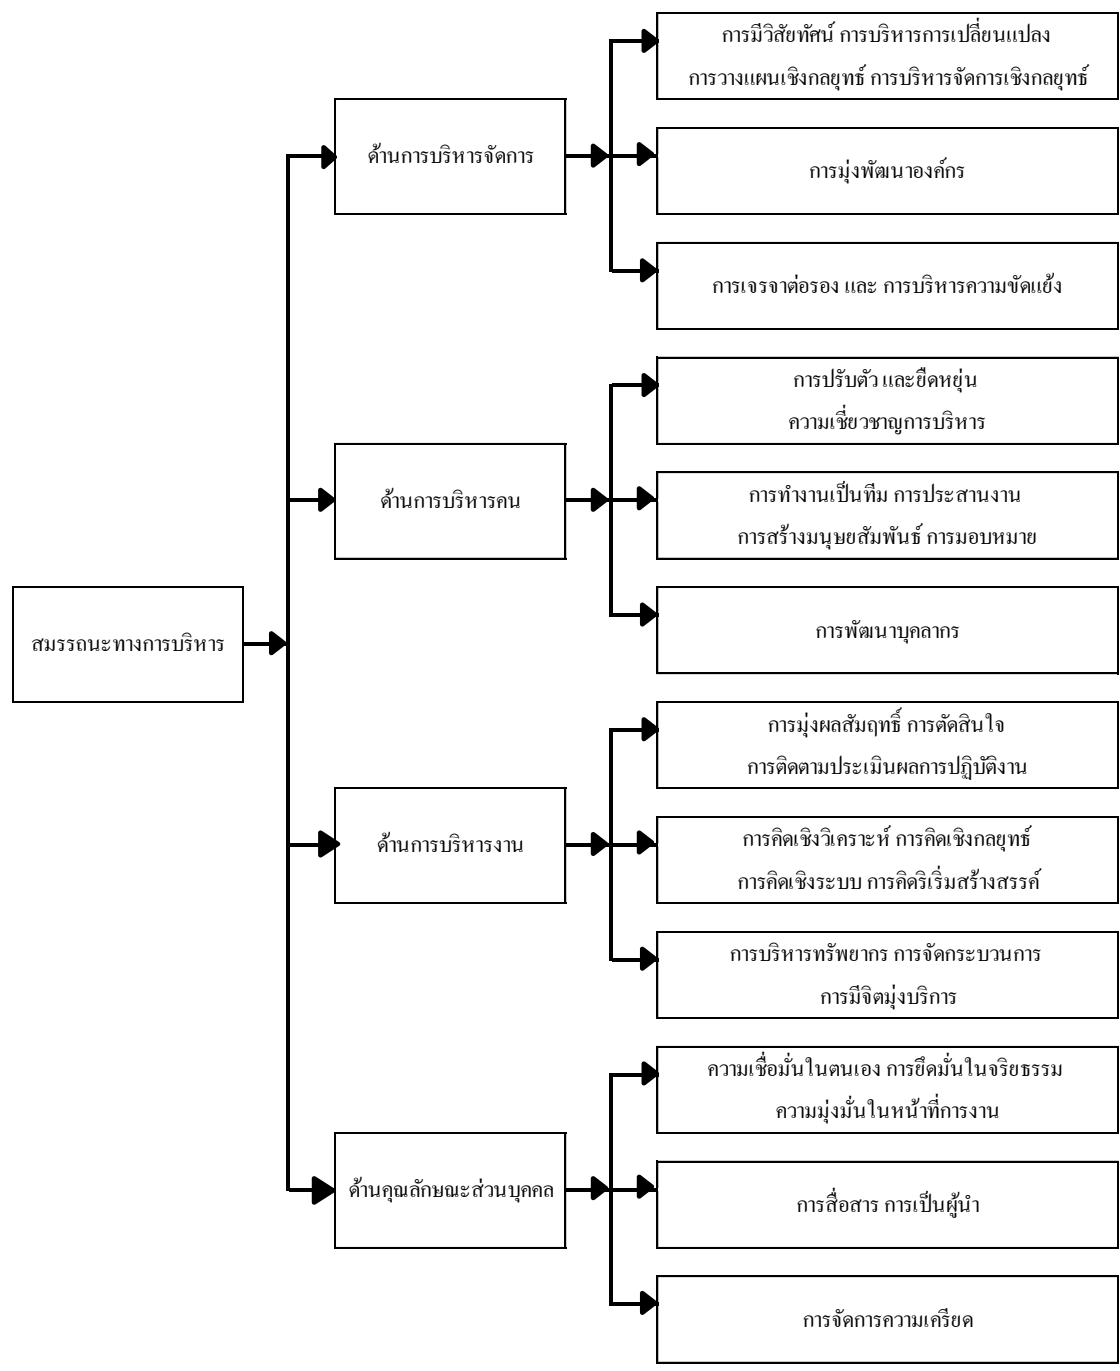 การมีวิสัยทัศน์ การบริหารการเปลี่ยนแปลง
การวางแผนเชิงกลยุทธ์ การบริหารจัดการเชิงกลยุทธ์
ด้านการบริหารจัดการ
การมุ่งพัฒนาองค์กร
การเจรจาต่อรอง และ การบริหารความขัดแย้ง
การปรับตัว และยืดหยุ่น
ความเชี่ยวชาญการบริหาร
ด้านการบริหารคน
การทำงานเป็นทีม การประสานงาน
การสร้างมนุษยสัมพันธ์ การมอบหมาย
การพัฒนาบุคลากร
สมรรถนะทางการบริหาร
การมุ่งผลสัมฤทธิ์ การตัดสินใจ
การติดตามประเมินผลการปฏิบัติงาน
ด้านการบริหารงาน
การคิดเชิงวิเคราะห์ การคิดเชิงกลยุทธ์
การคิดเชิงระบบ การคิดริเริ่มสร้างสรรค์
การบริหารทรัพยากร การจัดกระบวนการ
การมีจิตมุ่งบริการ
ความเชื่อมั่นในตนเอง การยึดมั่นในจริยธรรม
ความมุ่งมั่นในหน้าที่การงาน
ด้านคุณลักษณะส่วนบุคคล
การสื่อสาร การเป็นผู้นำ
การจัดการความเครียด